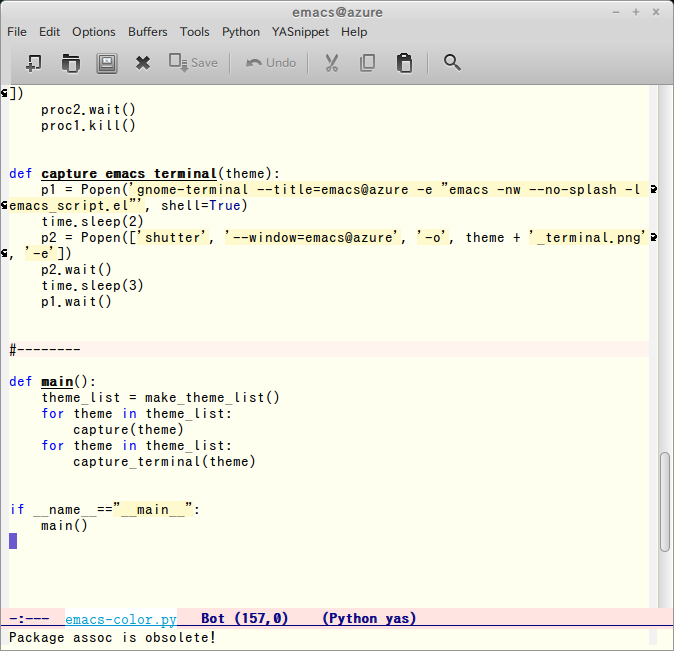 emacs@azure
File Edit Options Buffers Tools Python YASnippet Help
Save Undo
])
    proc2.wait()
    proc1.kill()
def capture_emacs_terminal(theme):
    p1 = Popen('gnome-terminal --title=emacs@azure -e "emacs -nw --no-splash -l
emacs_script.el"', shell=True)
    time.sleep(2)
    p2 = Popen(['shutter', '--window=emacs@azure', '-o', theme + '_terminal.png'
, '-e'])
    p2.wait()
    time.sleep(3)
    p1.wait()
#--------
def main():
    theme_list = make_theme_list()
    for theme in theme_list:
        capture(theme)
    for theme in theme_list:
        capture_terminal(theme)
if __name__=="__main__":
    main()
-:--- emacs-color.py Bot (157,0) (Python yas)
Package assoc is obsolete!